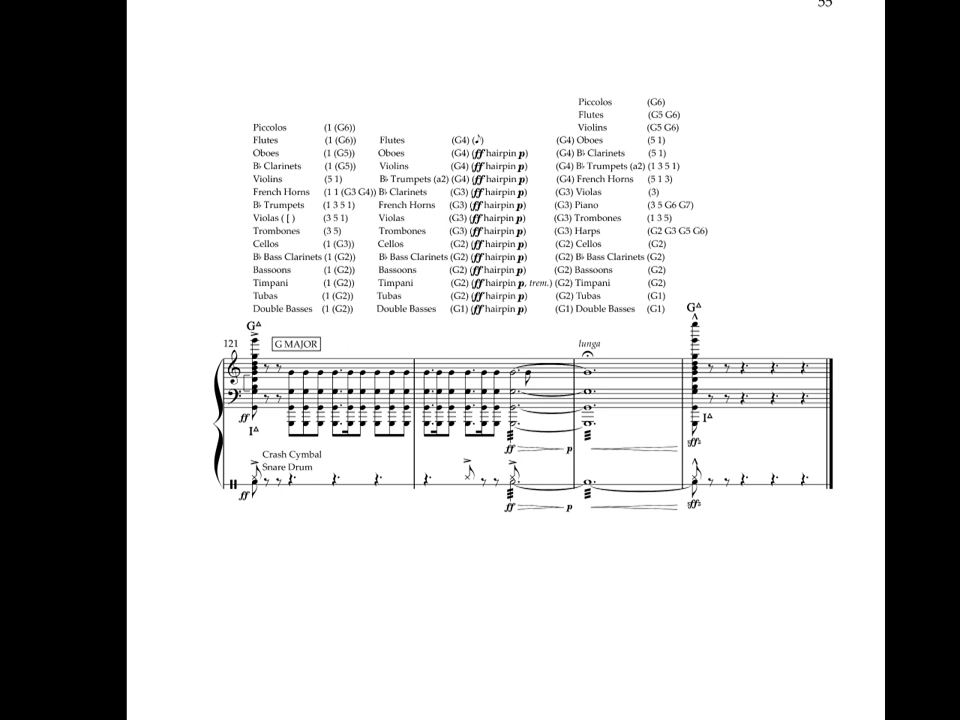 55
Piccolos (G6)
Flutes (G5 G6)
Piccolos (1 (G6)) Violins (G5 G6)
Flutes (1 (G6)) Flutes (G4) (♪) (G4) Oboes (5 1)
Oboes (1 (G5)) Oboes (G4) (ff hairpin p) (G4) B♭ Clarinets (5 1)
B♭ Clarinets (1 (G5)) Violins (G4) (ff hairpin p) (G4) B♭ Trumpets (a2) (1 3 5 1)
Violins (5 1) B♭ Trumpets (a2) (G4) (ff hairpin p) (G4) French Horns (5 1 3)
French Horns (1 1 (G3 G4)) B♭ Clarinets (G3) (ff hairpin p) (G3) Violas (3)
B♭ Trumpets (1 3 5 1) French Horns (G3) (ff hairpin p) (G3) Piano (3 5 G6 G7)
Violas ( [ ) (3 5 1) Violas (G3) (ff hairpin p) (G3) Trombones (1 3 5)
Trombones (3 5) Trombones (G3) (ff hairpin p) (G3) Harps (G2 G3 G5 G6)
Cellos (1 (G3)) Cellos (G2) (ff hairpin p) (G2) Cellos (G2)
B♭ Bass Clarinets (1 (G2)) B♭ Bass Clarinets (G2) (ff hairpin p) (G2) B♭ Bass Clarinets (G2)
Bassoons (1 (G2)) Bassoons (G2) (ff hairpin p) (G2) Bassoons (G2)
Timpani (1 (G2)) Timpani (G2) (ff hairpin p, trem.) (G2) Timpani (G2)
Tubas (1 (G2)) Tubas (G2) (ff hairpin p) (G2) Tubas (G1)
Double Basses (1 (G2)) Double Basses (G1) (ff hairpin p) (G1) Double Basses (G1)
G△ G△
121 G MAJOR lunga
ff I△ I△
ff p sffz
Crash Cymbal
Snare Drum
ff ff p sffz